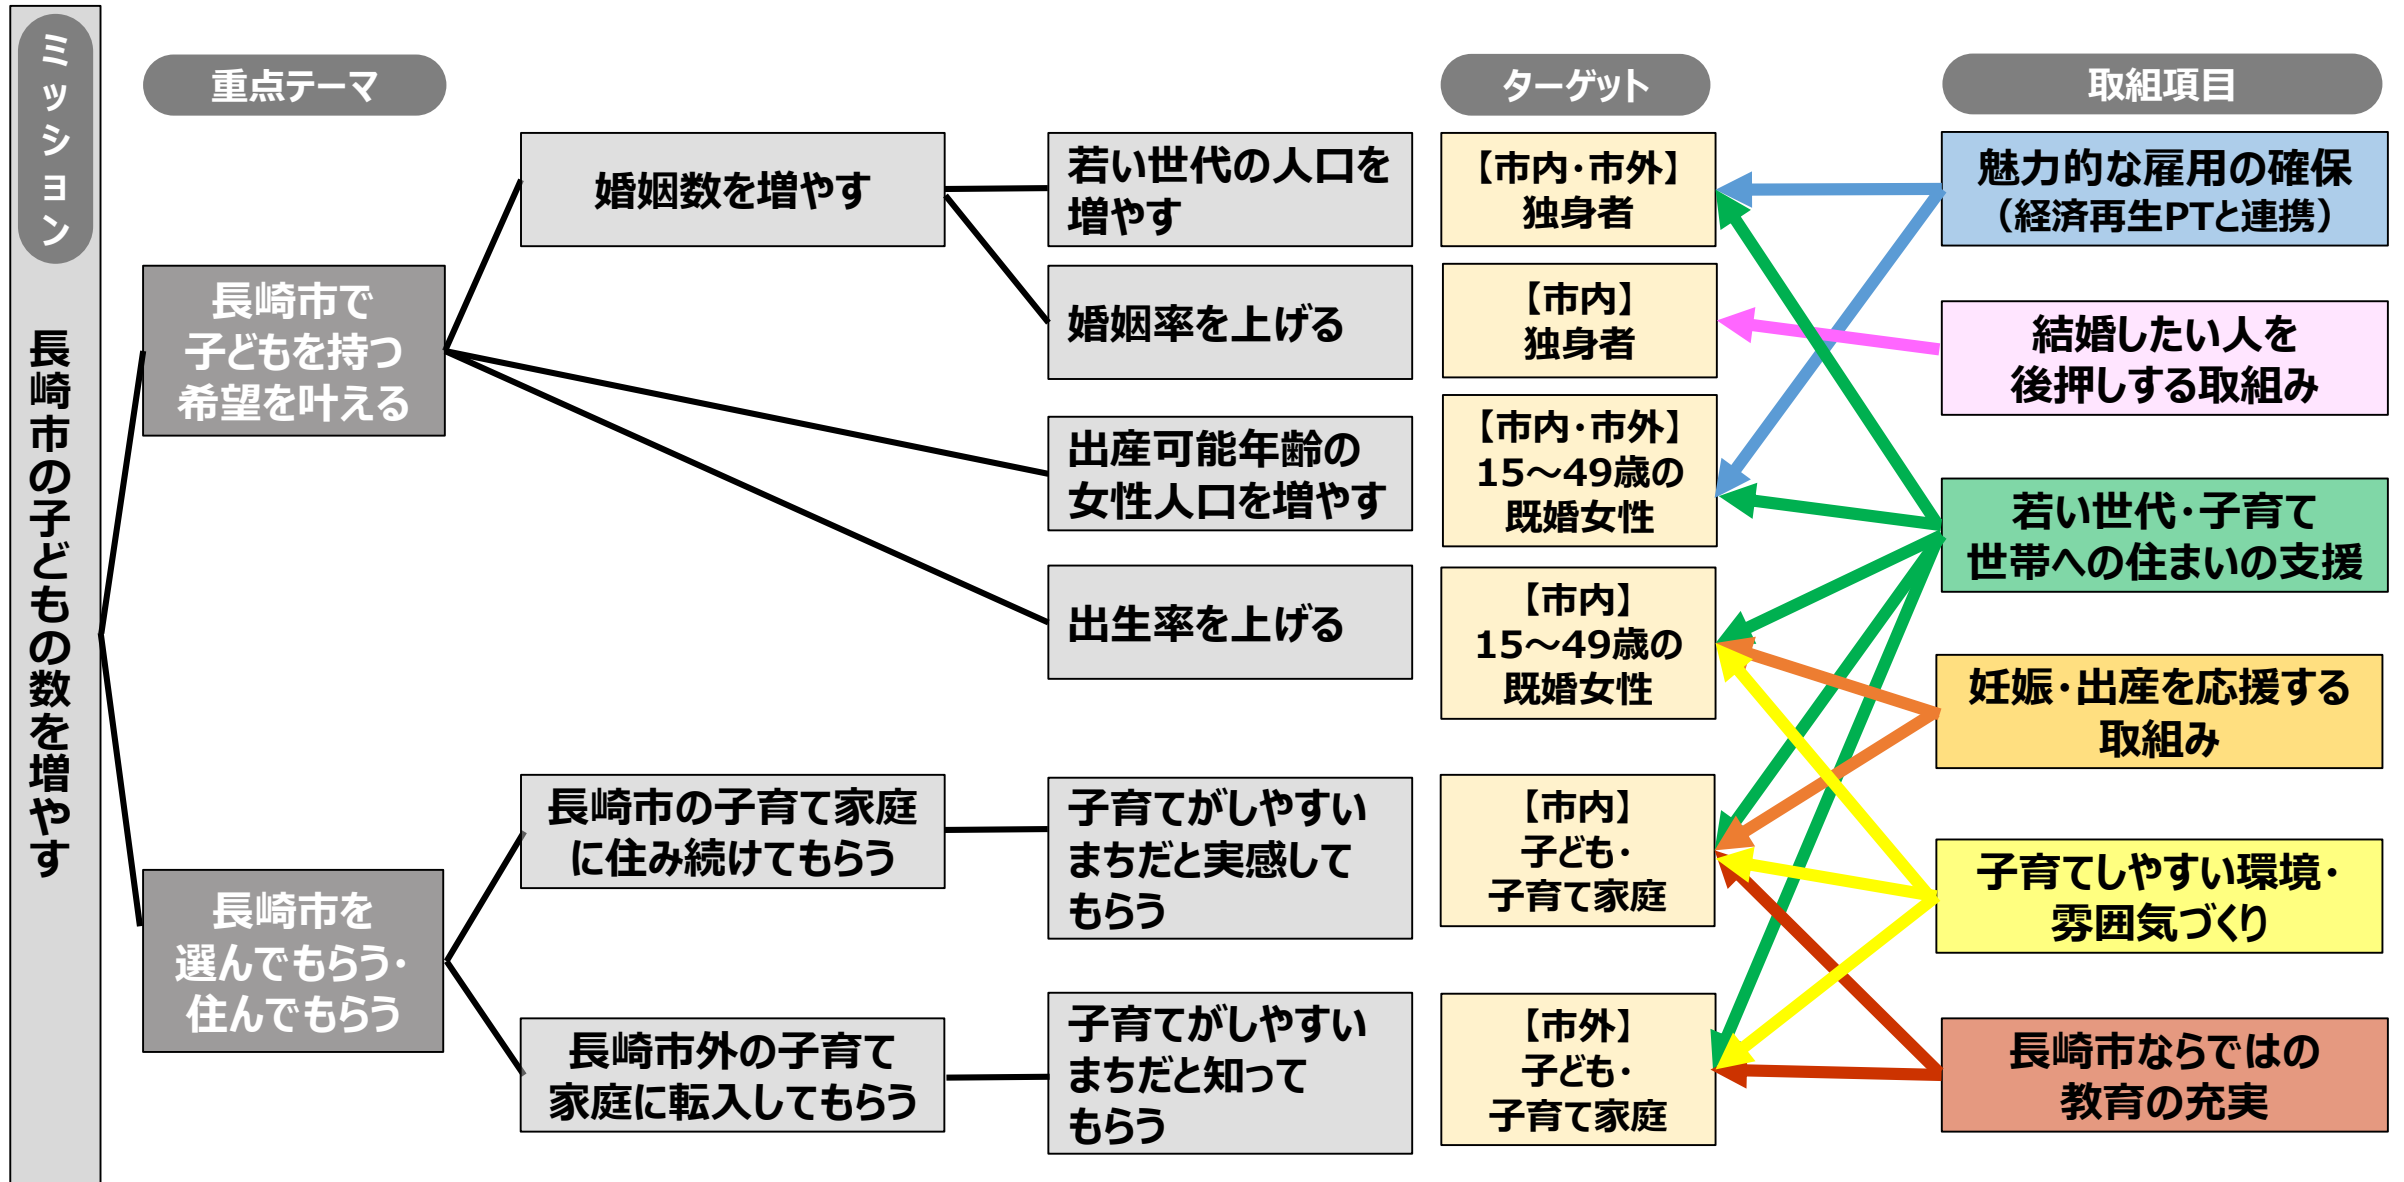 ミッション
長崎市の子どもの数を増やす
重点テーマ
ターゲット
取組項目
長崎市で
子どもを持つ
希望を叶える
婚姻数を増やす
若い世代の人口を
増やす
婚姻率を上げる
出産可能年齢の
女性人口を増やす
出生率を上げる
長崎市を
選んでもらう・
住んでもらう
長崎市の子育て家庭
に住み続けてもらう
子育てがしやすい
まちだと実感して
もらう
長崎市外の子育て
家庭に転入してもらう
子育てがしやすい
まちだと知って
もらう
【市内・市外】
独身者
【市内】
独身者
【市内・市外】
15～49歳の
既婚女性
【市内】
15～49歳の
既婚女性
【市内】
子ども・
子育て家庭
【市外】
子ども・
子育て家庭
魅力的な雇用の確保
（経済再生PTと連携）
結婚したい人を
後押しする取組み
若い世代・子育て
世帯への住まいの支援
妊娠・出産を応援する
取組み
子育てしやすい環境・
雰囲気づくり
長崎市ならではの
教育の充実